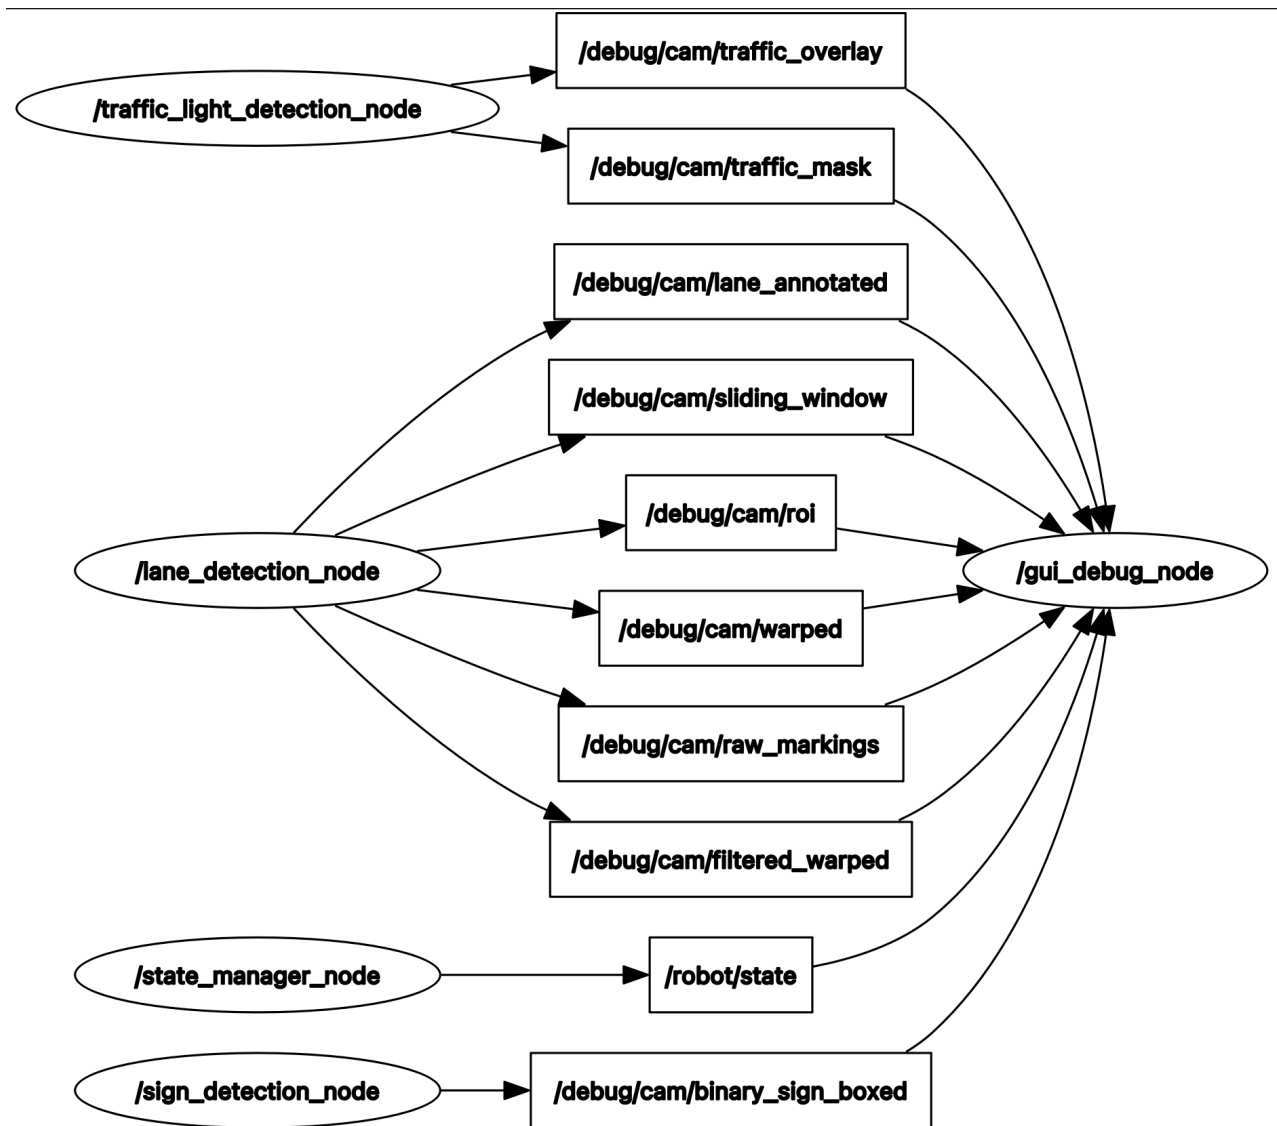 /debug/cam/traffic_overlay
/traffic_light_detection_node
/debug/cam/traffic_mask
/debug/cam/lane_annotated
/debug/cam/sliding_window
/debug/cam/roi
/lane_detection_node
/gui_debug_node
/debug/cam/warped
/debug/cam/raw_markings
/debug/cam/filtered_warped
/state_manager_node
/robot/state
/sign_detection_node
/debug/cam/binary_sign_boxed